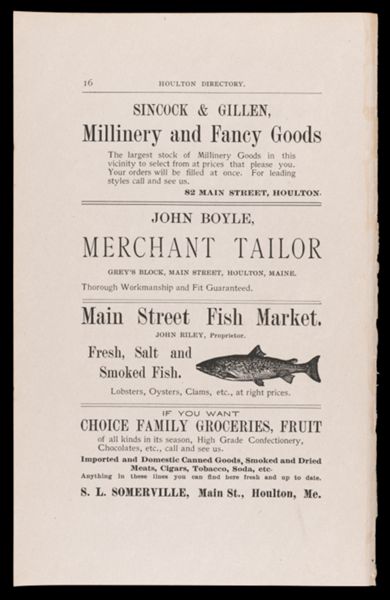 16 HOULTON DIRECTORY.
SINCOCK & GILLEN,
Millinery and Fancy Goods
The largest stock of Millinery Goods in this
vicinity to select from at prices that please you.
Your orders will be filled at once. For leading
styles call and see us.
82 MAIN STREET, HOULTON.
JOHN BOYLE,
MERCHANT TAILOR
GREY'S BLOCK, MAIN STREET, HOULTON, MAINE.
Thorough Workmanship and Fit Guaranteed.
Main Street Fish Market.
JOHN RILEY, Proprietor.
Fresh, Salt and
Smoked Fish.
Lobsters, Oysters, Clams, etc., at right prices.
IF YOU WANT
CHOICE FAMILY GROCERIES, FRUIT
of all kinds in its season, High Grade Confectionery,
Chocolates, etc., call and see us.
Imported and Domestic Canned Goods, Smoked and Dried
Meats, Cigars, Tobacco, Soda, etc.
Anything in these lines you can find here fresh and up to date.
S. L. SOMERVILLE, Main St., Houlton, Me.